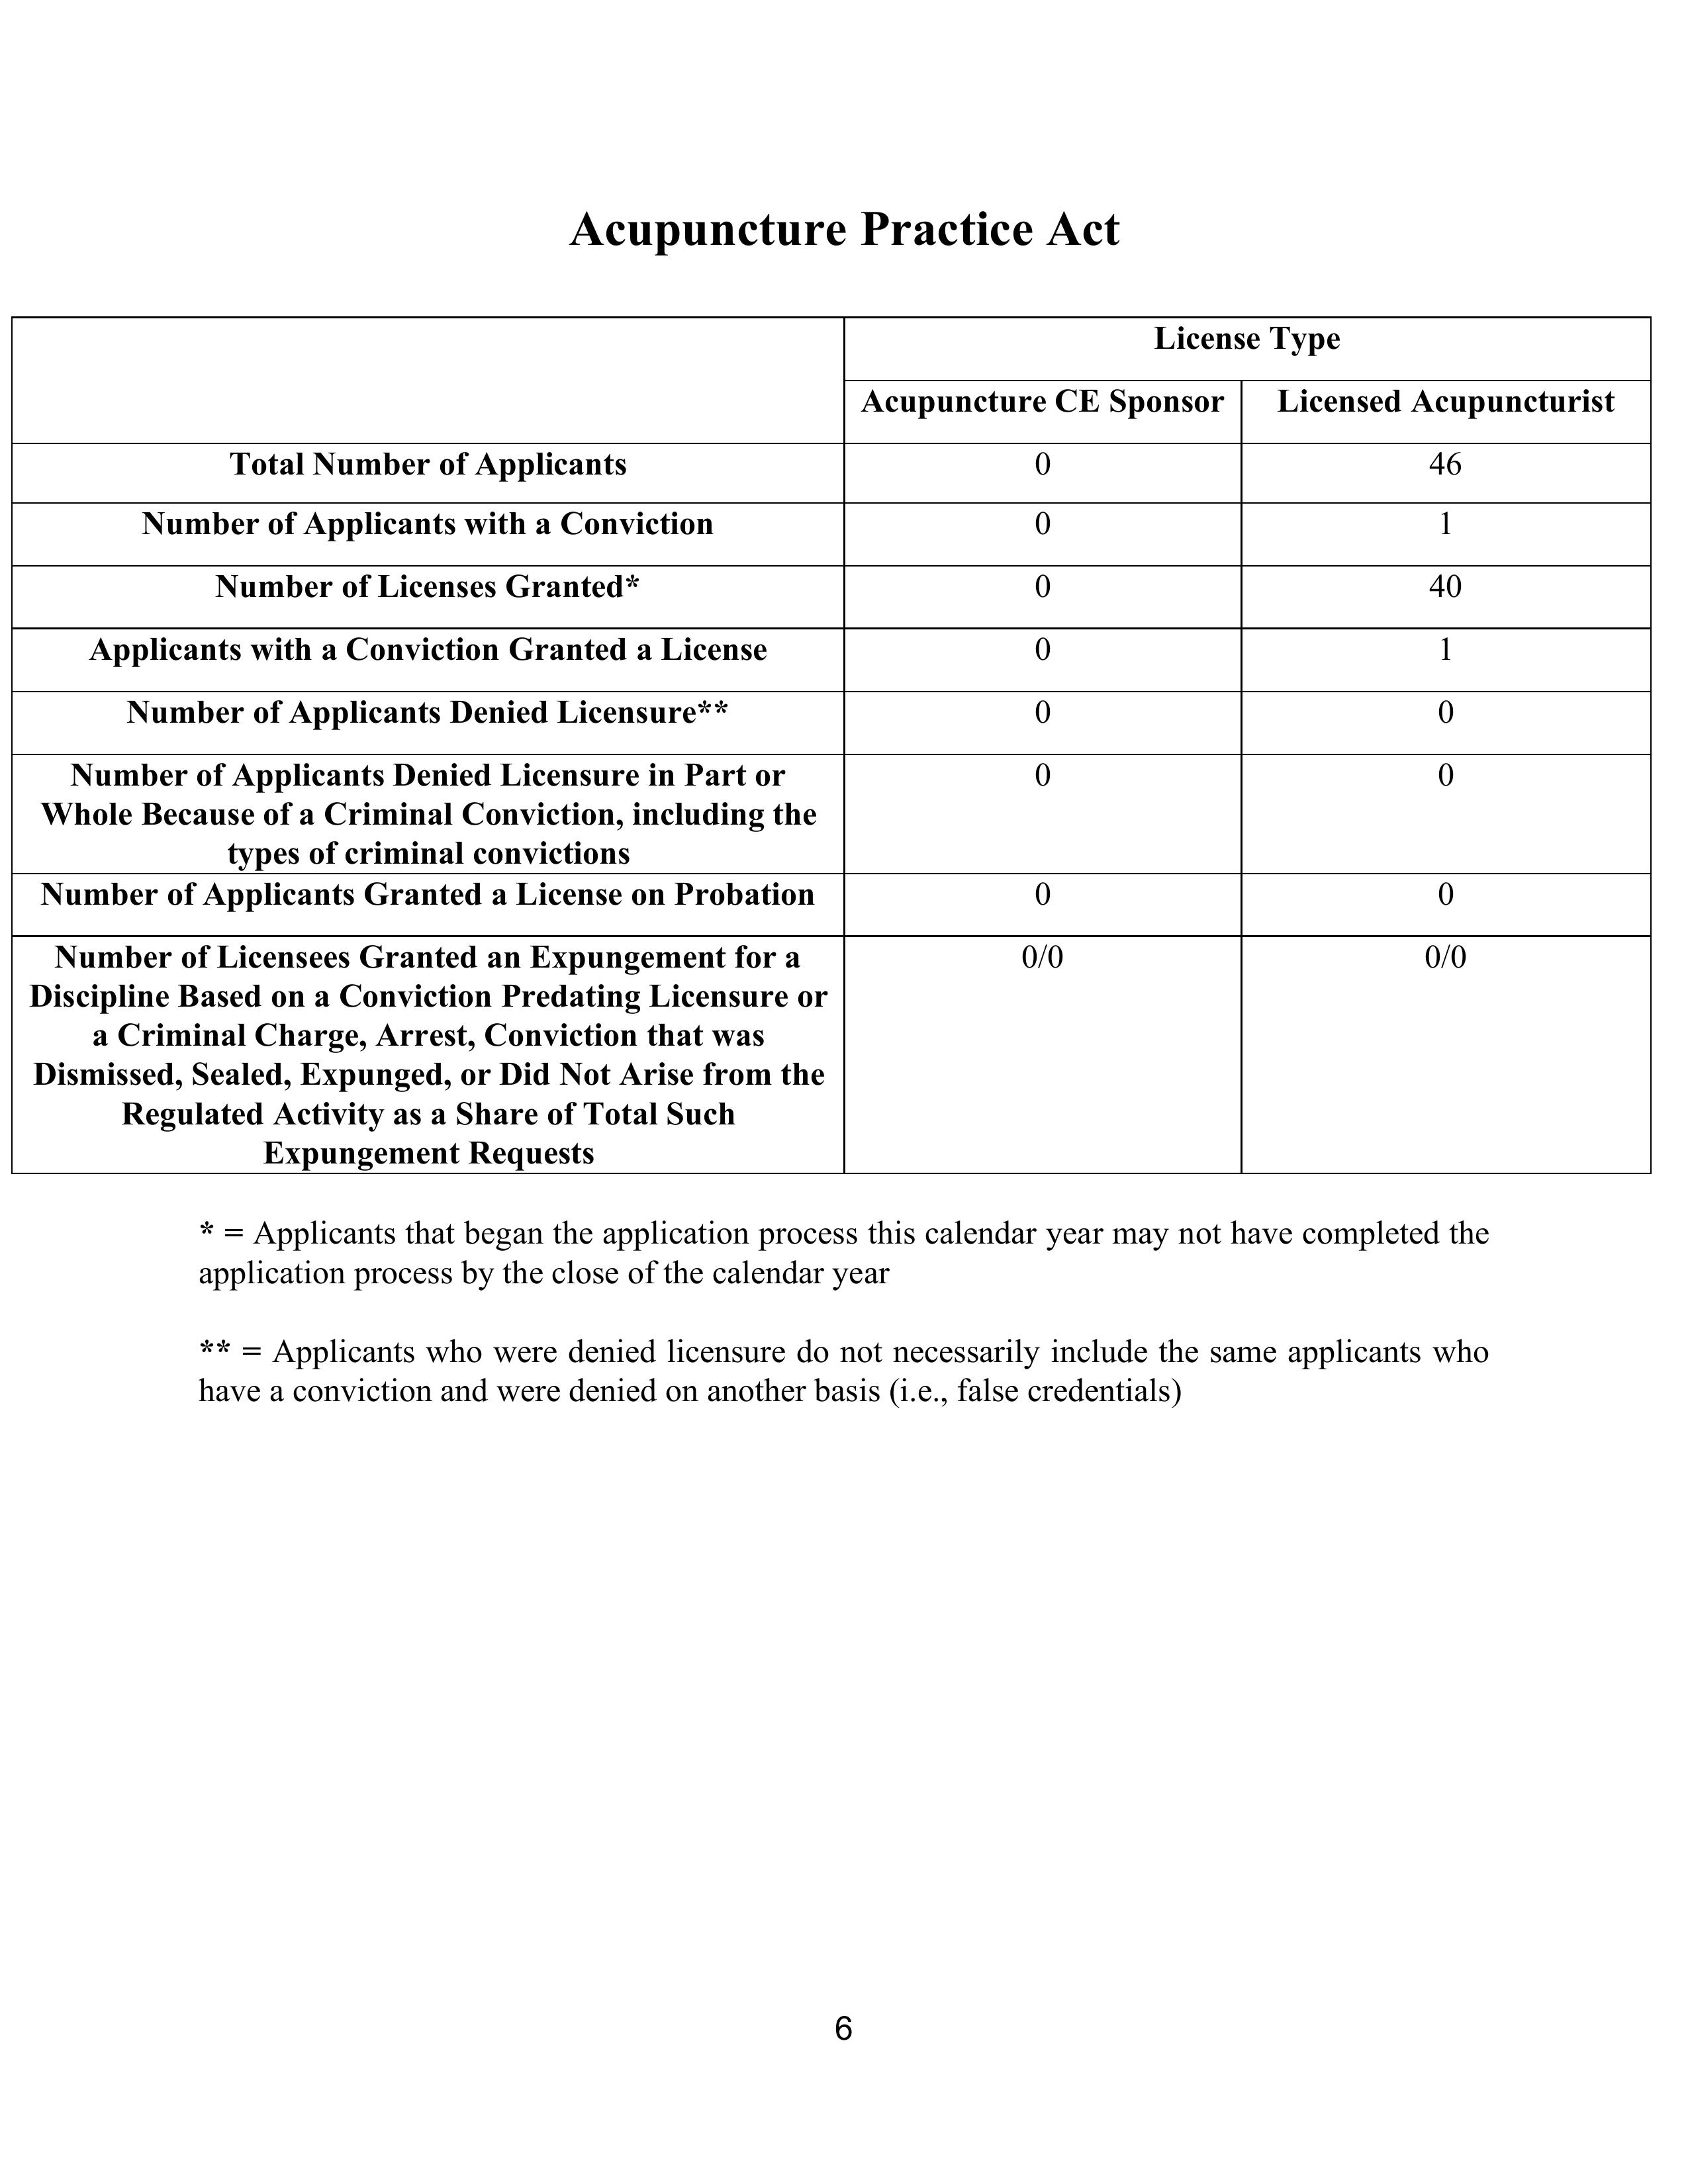 Acupuncture Practice Act
License Type
Acupuncture CE Sponsor Licensed Acupuncturist
Total Number of Applicants 0 46
Number of Applicants with a Conviction 0 1
Number of Licenses Granted* 0 40
Applicants with a Conviction Granted a License 0 1
Number of Applicants Denied Licensure** 0 0
Number of Applicants Denied Licensure in Part or 0 0
Whole Because of a Criminal Conviction, including the
types of criminal convictions
Number of Applicants Granted a License on Probation 0 0
Number of Licensees Granted an Expungement for a 0/0 0/0
Discipline Based on a Conviction Predating Licensure or
a Criminal Charge, Arrest, Conviction that was
Dismissed, Sealed, Expunged, or Did Not Arise from the
Regulated Activity as a Share of Total Such
Expungement Requests
* = Applicants that began the application process this calendar year may not have completed the
application process by the close of the calendar year
** = Applicants who were denied licensure do not necessarily include the same applicants who
have a conviction and were denied on another basis (i.e., false credentials)
6